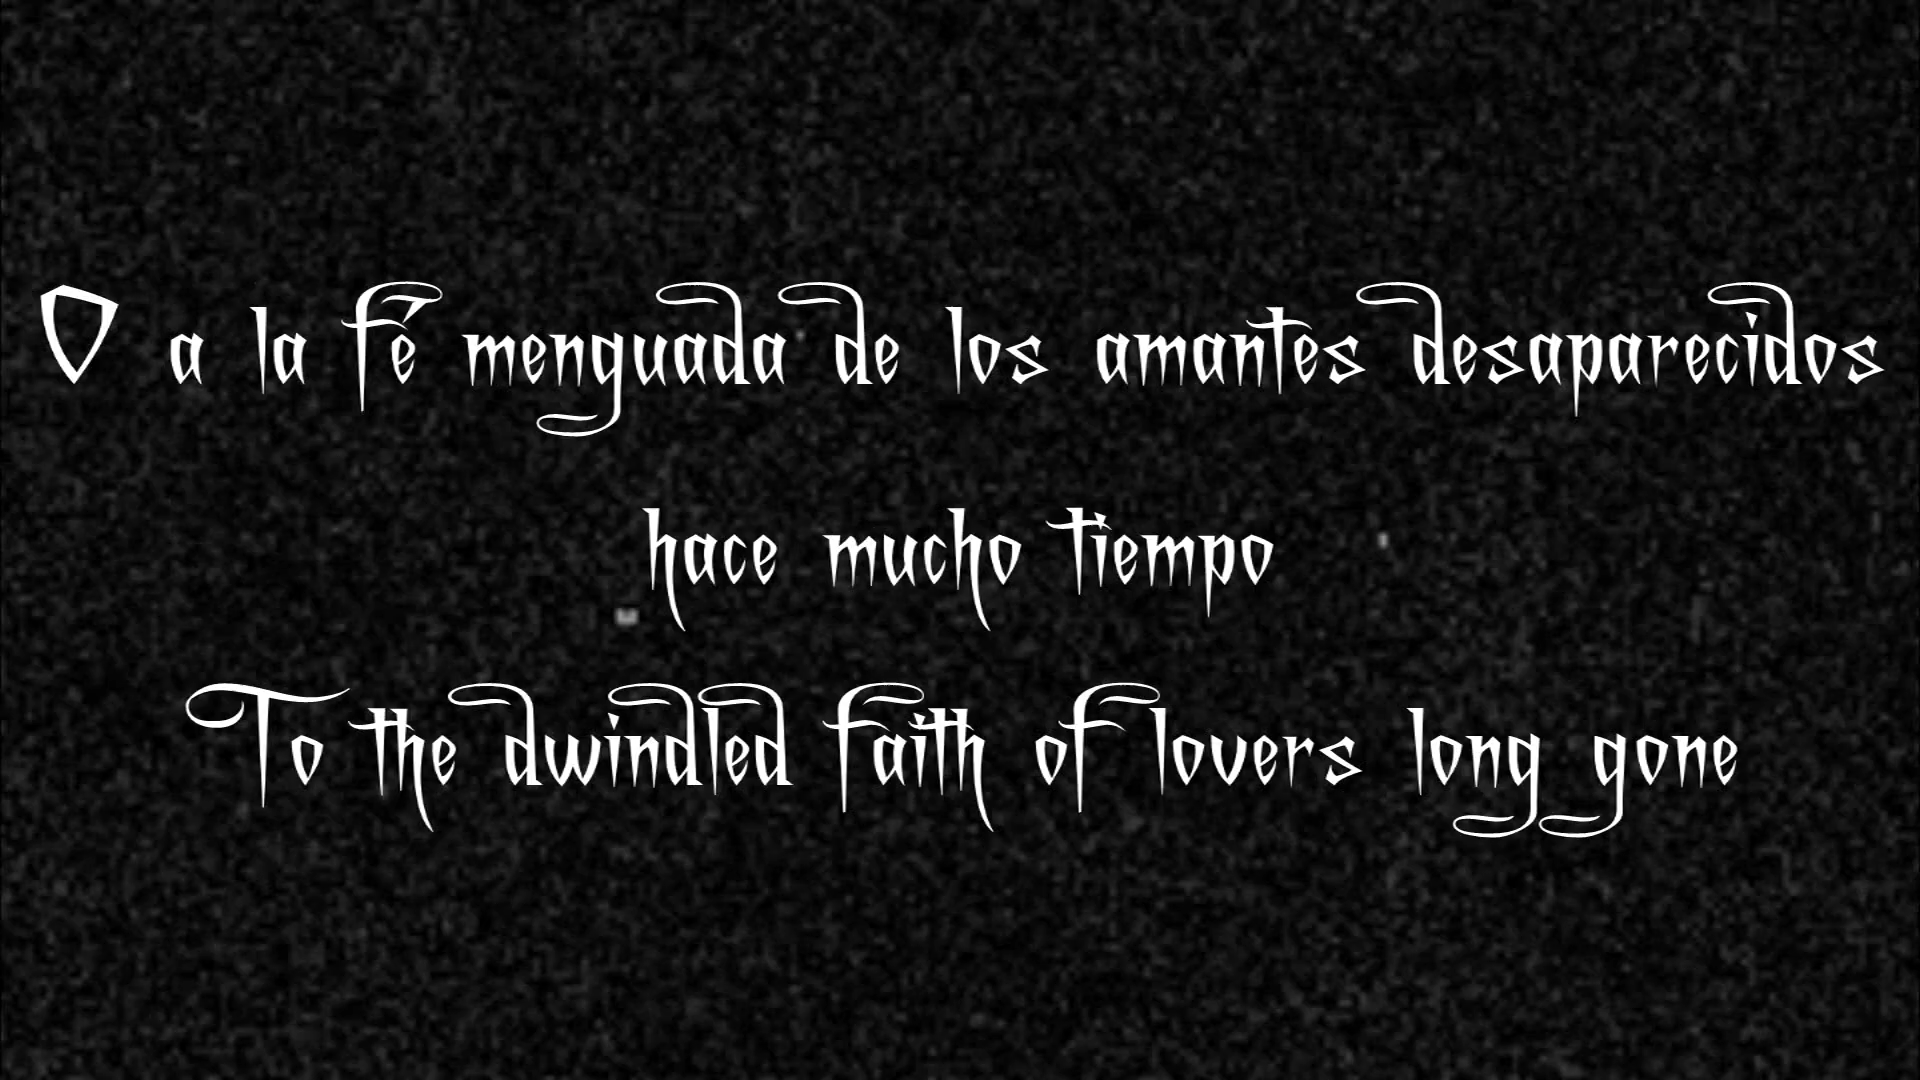 O a la fé menguada de los amantes desaparecidos
hace mucho tiempo
To the dwindled faith of lovers long gone